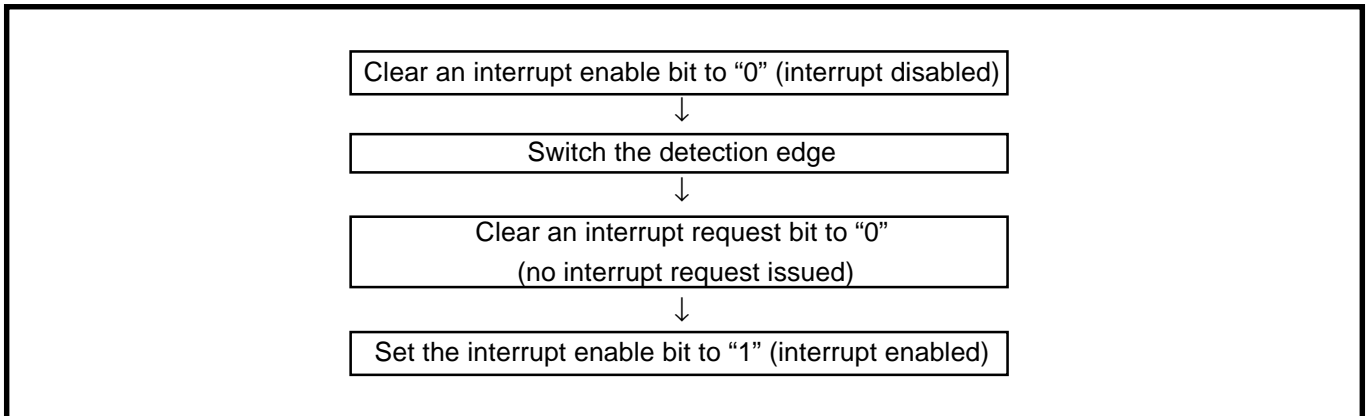 Clear an interrupt enable bit to “0” (interrupt disabled)
↓
Switch the detection edge
↓
Clear an interrupt request bit to “0”
(no interrupt request issued)
↓
Set the interrupt enable bit to “1” (interrupt enabled)